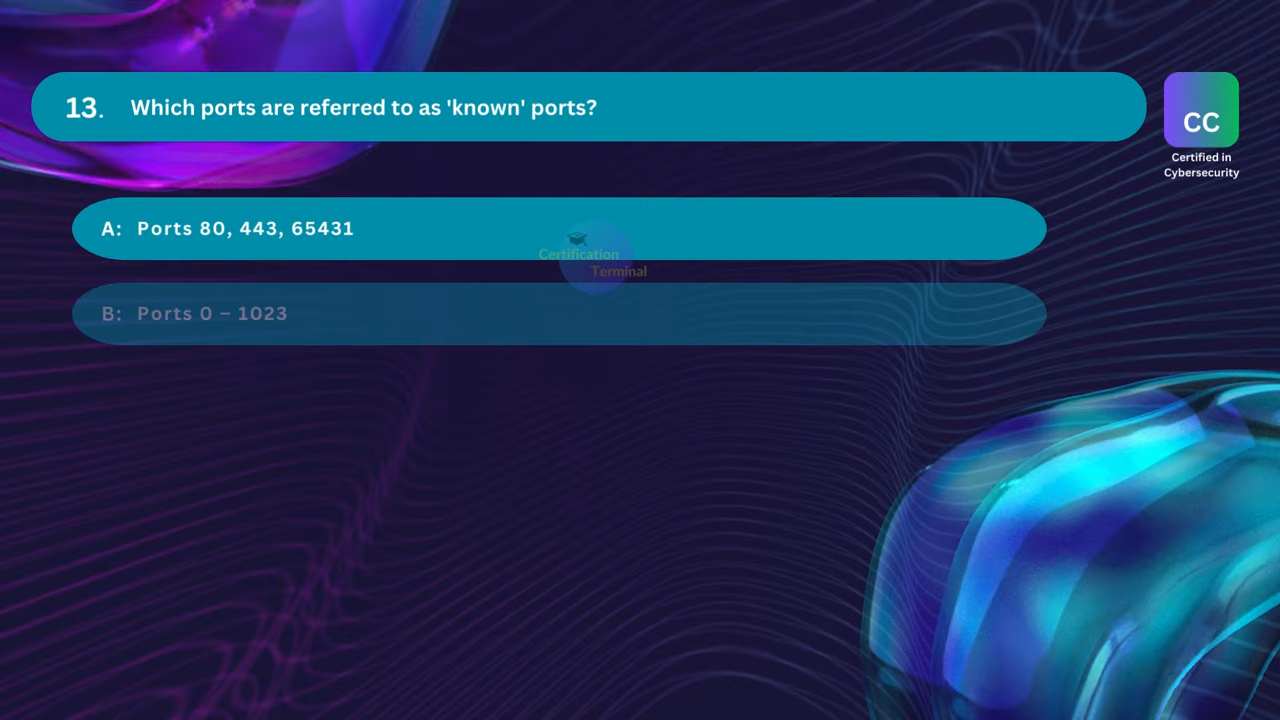 13. Which ports are referred to as 'known' ports?
CC
Certified in
Cybersecurity
A: Ports 80, 443, 65431
Certification
Terminal
B: Ports 0 – 1023